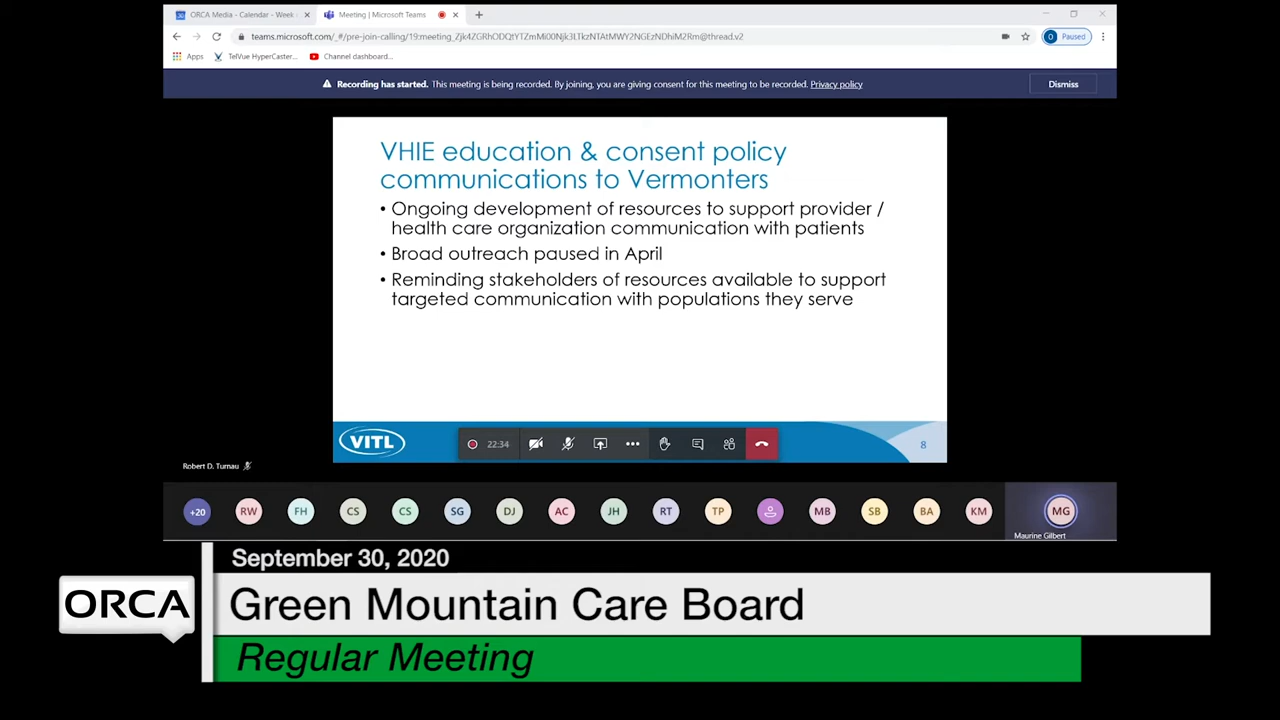 ORCA Media - Calendar - Week
Meeting | Microsoft Teams
teams.microsoft.com/_#/pre-join-calling/19:meeting_Zjk4ZGRhODQtYTZmMi00Njk3LTkzNTAtMWY2NGEzNDhiM2Rm@thread.v2
O Paused
Apps TelVue HyperCaster... Channel dashboard...
Recording has started. This meeting is being recorded. By joining, you are giving consent for this meeting to be recorded. Privacy policy
Dismiss
VHIE education & consent policy
communications to Vermonters
• Ongoing development of resources to support provider /
health care organization communication with patients
• Broad outreach paused in April
• Reminding stakeholders of resources available to support
targeted communication with populations they serve
VITL
22:34
8
Robert D. Turnau
+20 RW FH CS CS SG DJ AC JH RT TP MB SB BA KM MG
Maurine Gilbert
September 30, 2020
ORCA
Green Mountain Care Board
Regular Meeting